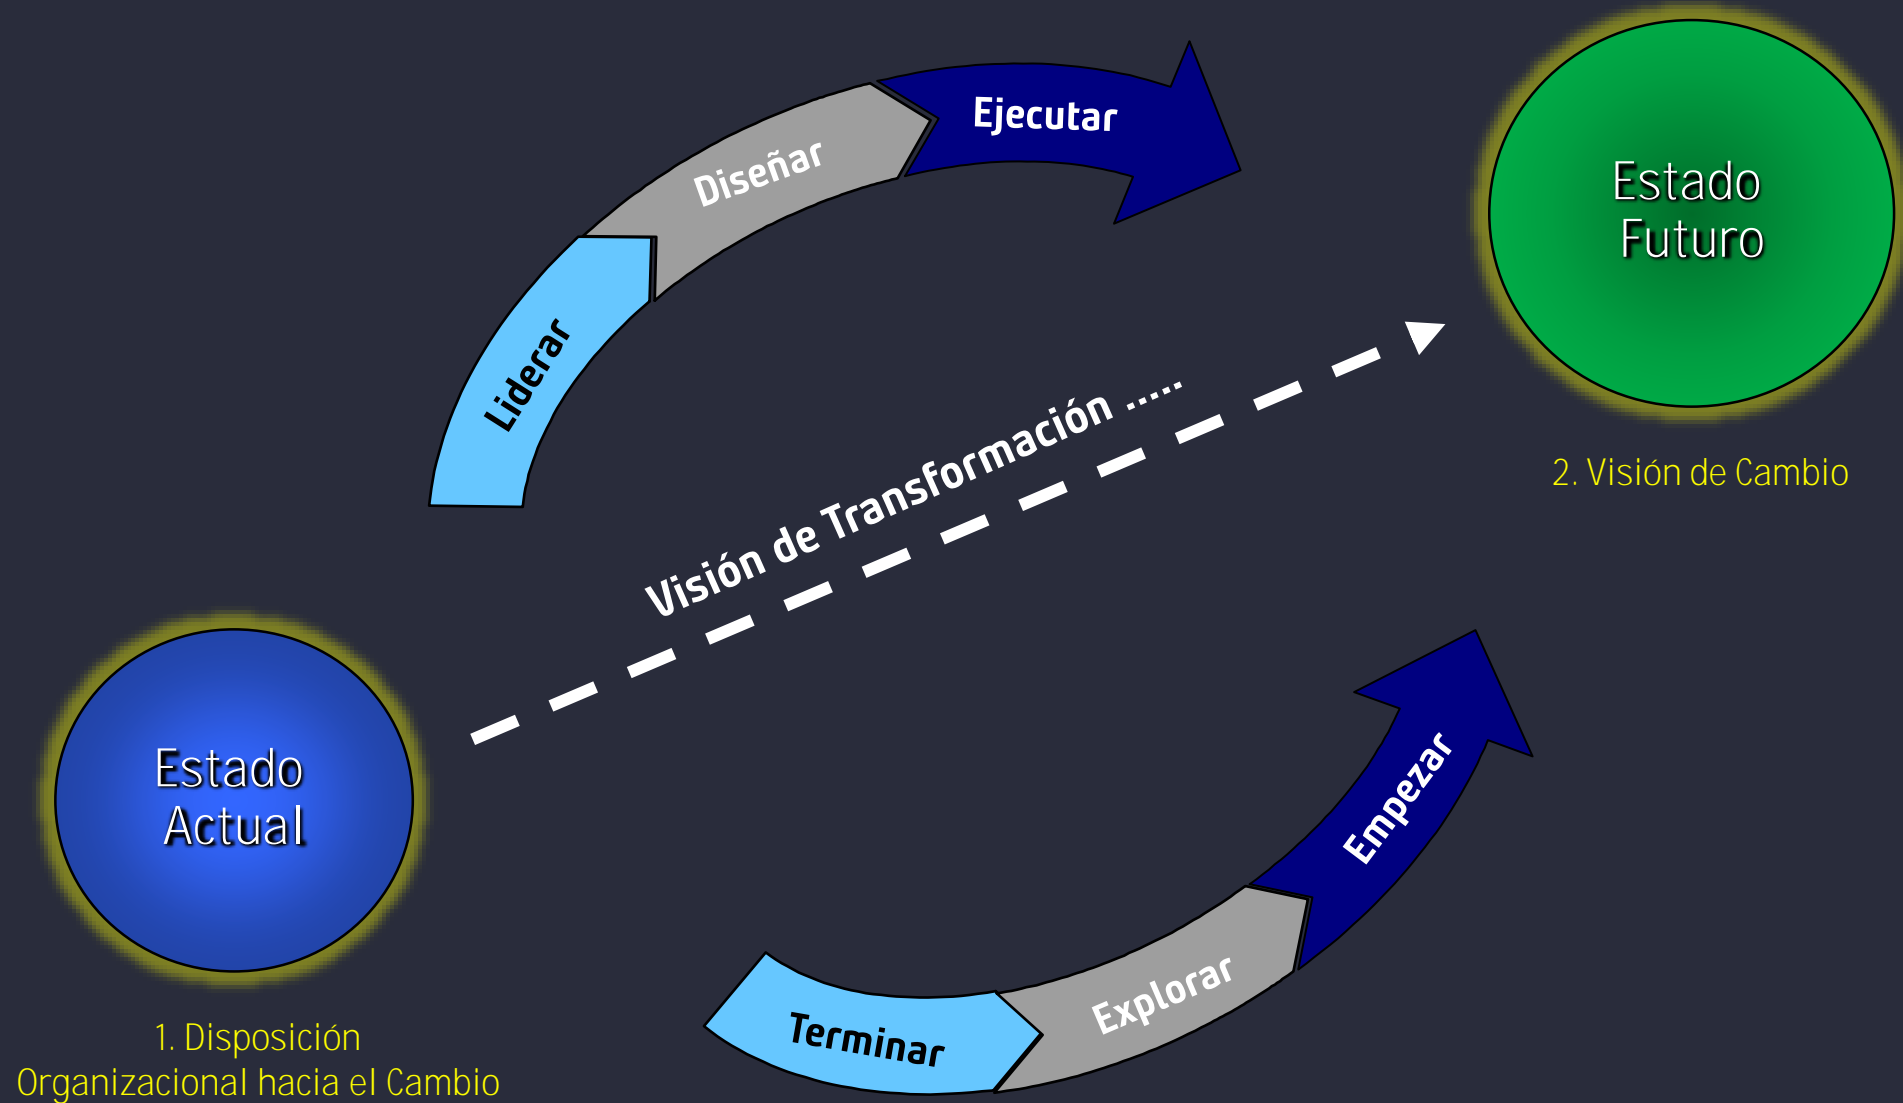 Ejecutar
Diseñar
Liderar
Estado
Futuro
2. Visión de Cambio
Visión de Transformación ......
Estado
Actual
1. Disposición
Organizacional hacia el Cambio
Empezar
Explorar
Terminar